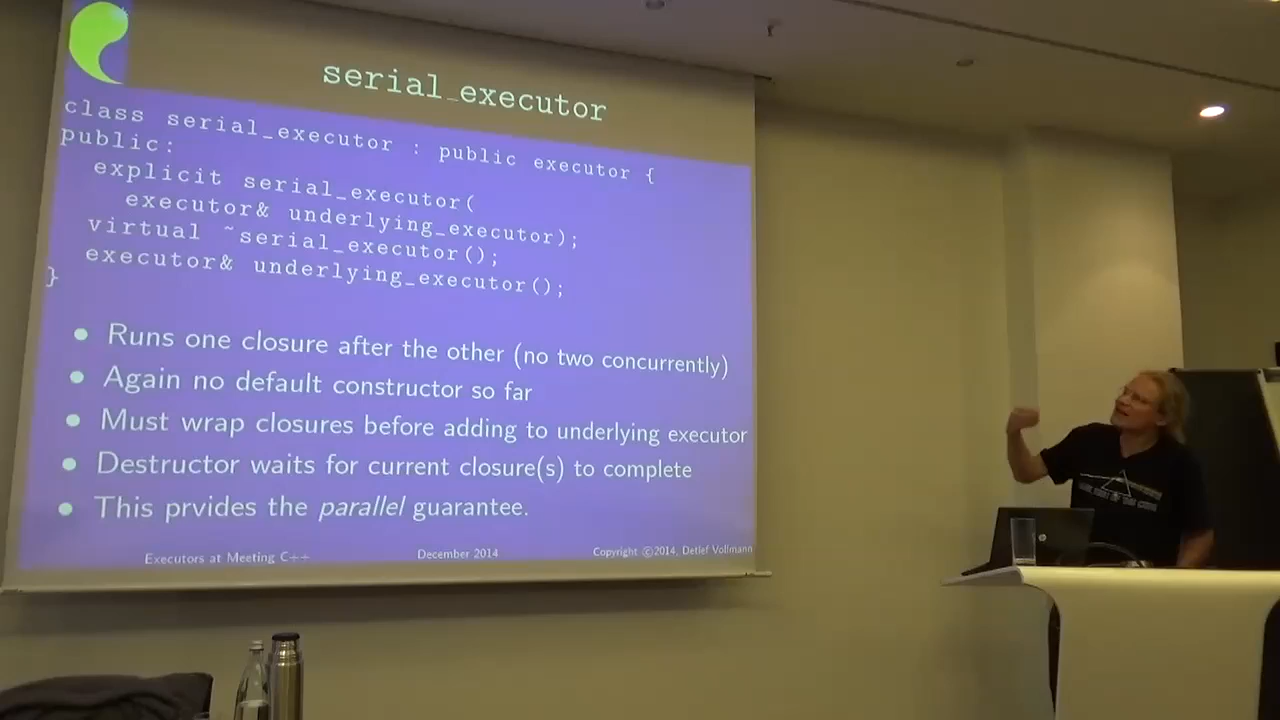 serial_executor
class serial_executor : public executor {
public:
explicit serial_executor(
executor& underlying_executor);
virtual ~serial_executor();
executor& underlying_executor();
}
• Runs one closure after the other (no two concurrently)
• Again no default constructor so far
• Must wrap closures before adding to underlying executor
• Destructor waits for current closure(s) to complete
• This prvides the parallel guarantee.
Executors at Meeting C++ December 2014 Copyright ©2014, Detlef Vollmann